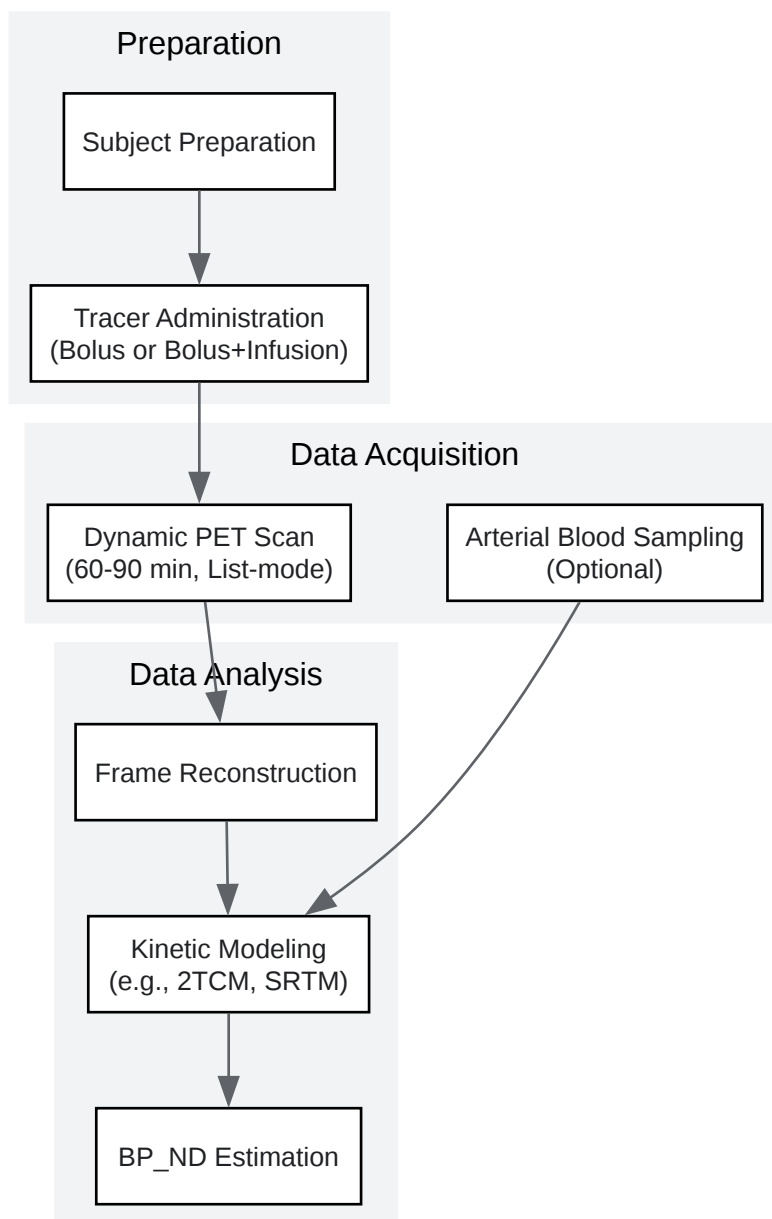 Preparation
Subject Preparation
Tracer Administration
(Bolus or Bolus+Infusion)
Data Acquisition
Dynamic PET Scan
(60-90 min, List-mode)
Arterial Blood Sampling
(Optional)
Data Analysis
Frame Reconstruction
Kinetic Modeling
(e.g., 2TCM, SRTM)
BP_ND Estimation